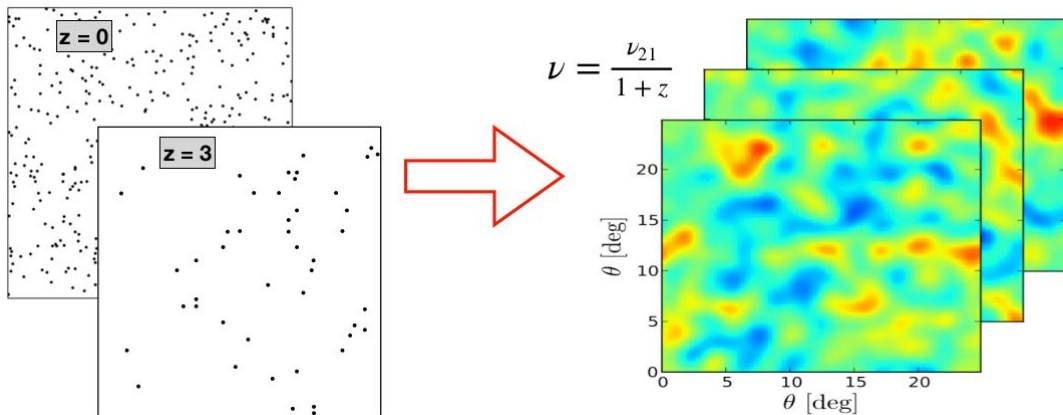 z = 0
z = 3
ν = ν₂₁ / 1 + z
20
15
10
5
0
θ [deg]
0 5 10 15 20
θ [deg]